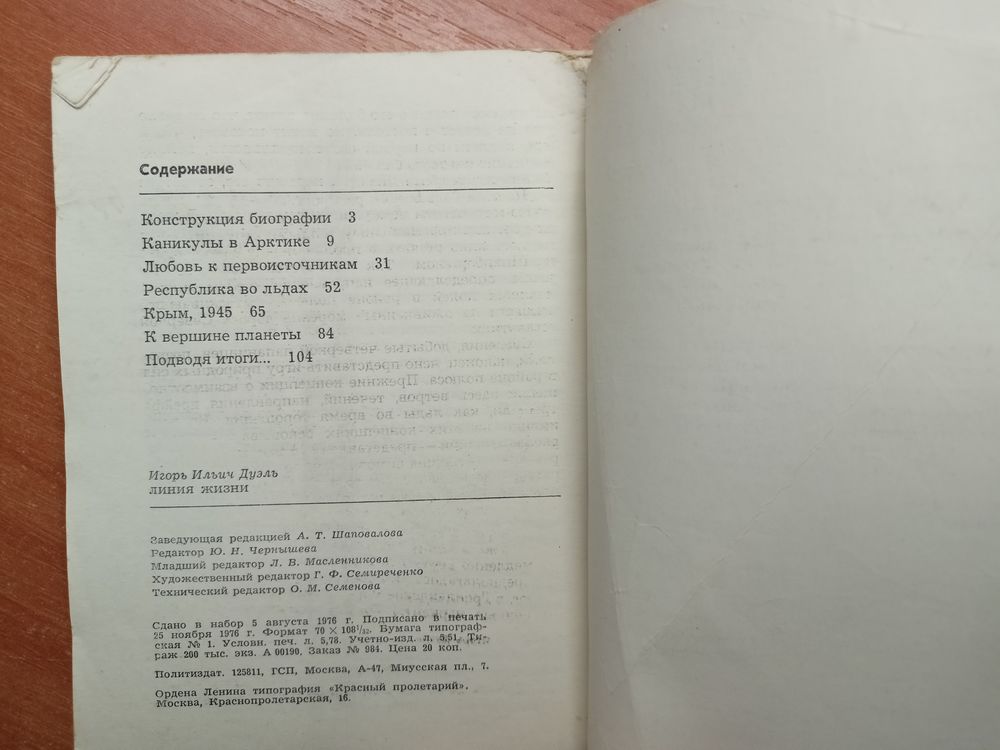 Содержание
Конструкция биографии 3
Каникулы в Арктике 9
Любовь к первоисточникам 31
Республика во льдах 52
Крым, 1945 65
К вершине планеты 84
Подводя итоги... 104
Игорь Ильич Дуэль
ЛИНИЯ ЖИЗНИ
Заведующая редакцией А. Т. Шаповалова
Редактор Ю. Н. Чернышева
Младший редактор Л. В. Масленникова
Художественный редактор Г. Ф. Семиреченко
Технический редактор О. М. Семенова
Сдано в набор 5 августа 1976 г. Подписано в печать
25 ноября 1976 г. Формат 70 × 108¹/₃₂. Бумага типограф-
ская № 1. Условн. печ. л. 5,78. Учетно-изд. л. 5,51. Ти-
раж 200 тыс. экз. А 00190. Заказ № 984. Цена 20 коп.
Политиздат. 125811, ГСП, Москва, А-47, Миусская пл., 7.
Ордена Ленина типография «Красный пролетарий».
Москва, Краснопролетарская, 16.